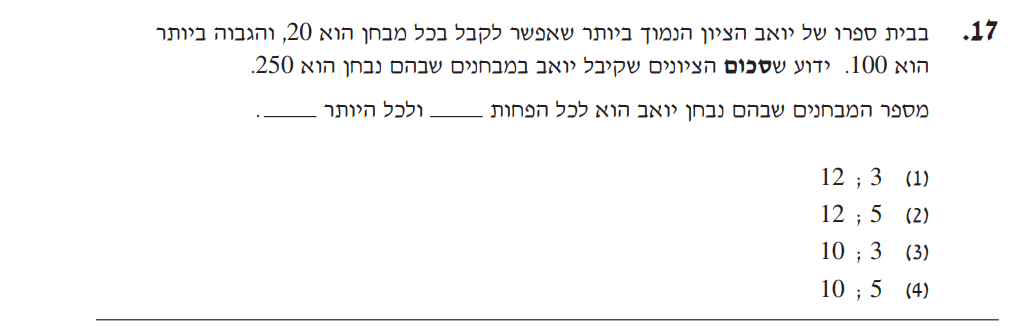 17. בבית ספרו של יואב הציון הנמוך ביותר שאפשר לקבל בכל מבחן הוא 20, והגבוה ביותר
הוא 100. ידוע שסכום הציונים שקיבל יואב במבחנים שבהם נבחן הוא 250.
מספר המבחנים שבהם נבחן יואב הוא לכל הפחות _____ ולכל היותר _____ .
(1) 3 ; 12
(2) 5 ; 12
(3) 3 ; 10
(4) 5 ; 10